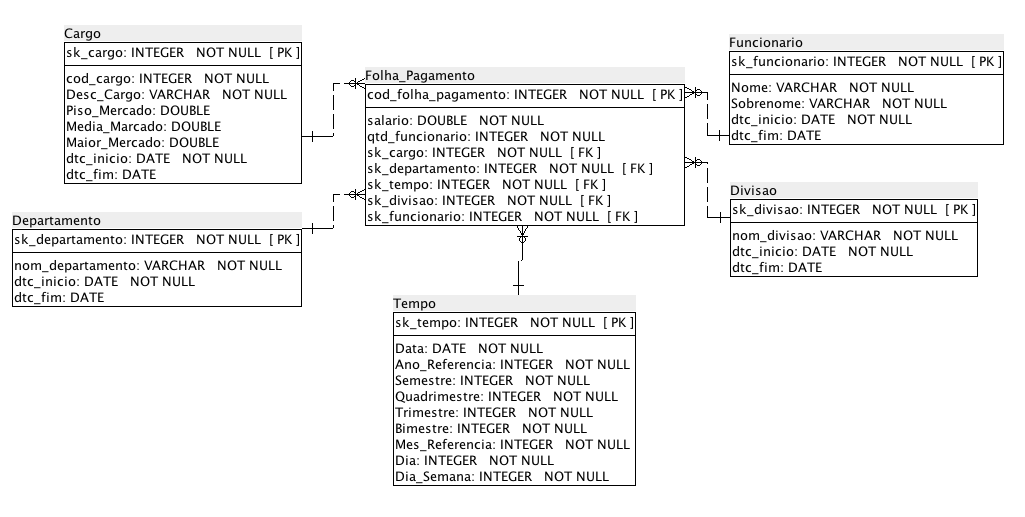 Cargo
sk_cargo: INTEGER NOT NULL [ PK ]
cod_cargo: INTEGER NOT NULL
Desc_Cargo: VARCHAR NOT NULL
Piso_Mercado: DOUBLE
Media_Marcado: DOUBLE
Maior_Mercado: DOUBLE
dtc_inicio: DATE NOT NULL
dtc_fim: DATE
Departamento
sk_departamento: INTEGER NOT NULL [ PK ]
nom_departamento: VARCHAR NOT NULL
dtc_inicio: DATE NOT NULL
dtc_fim: DATE
Folha_Pagamento
cod_folha_pagamento: INTEGER NOT NULL [ PK ]
salario: DOUBLE NOT NULL
qtd_funcionario: INTEGER NOT NULL
sk_cargo: INTEGER NOT NULL [ FK ]
sk_departamento: INTEGER NOT NULL [ FK ]
sk_tempo: INTEGER NOT NULL [ FK ]
sk_divisao: INTEGER NOT NULL [ FK ]
sk_funcionario: INTEGER NOT NULL [ FK ]
Tempo
sk_tempo: INTEGER NOT NULL [ PK ]
Data: DATE NOT NULL
Ano_Referencia: INTEGER NOT NULL
Semestre: INTEGER NOT NULL
Quadrimestre: INTEGER NOT NULL
Trimestre: INTEGER NOT NULL
Bimestre: INTEGER NOT NULL
Mes_Referencia: INTEGER NOT NULL
Dia: INTEGER NOT NULL
Dia_Semana: INTEGER NOT NULL
Funcionario
sk_funcionario: INTEGER NOT NULL [ PK ]
Nome: VARCHAR NOT NULL
Sobrenome: VARCHAR NOT NULL
dtc_inicio: DATE NOT NULL
dtc_fim: DATE
Divisao
sk_divisao: INTEGER NOT NULL [ PK ]
nom_divisao: VARCHAR NOT NULL
dtc_inicio: DATE NOT NULL
dtc_fim: DATE